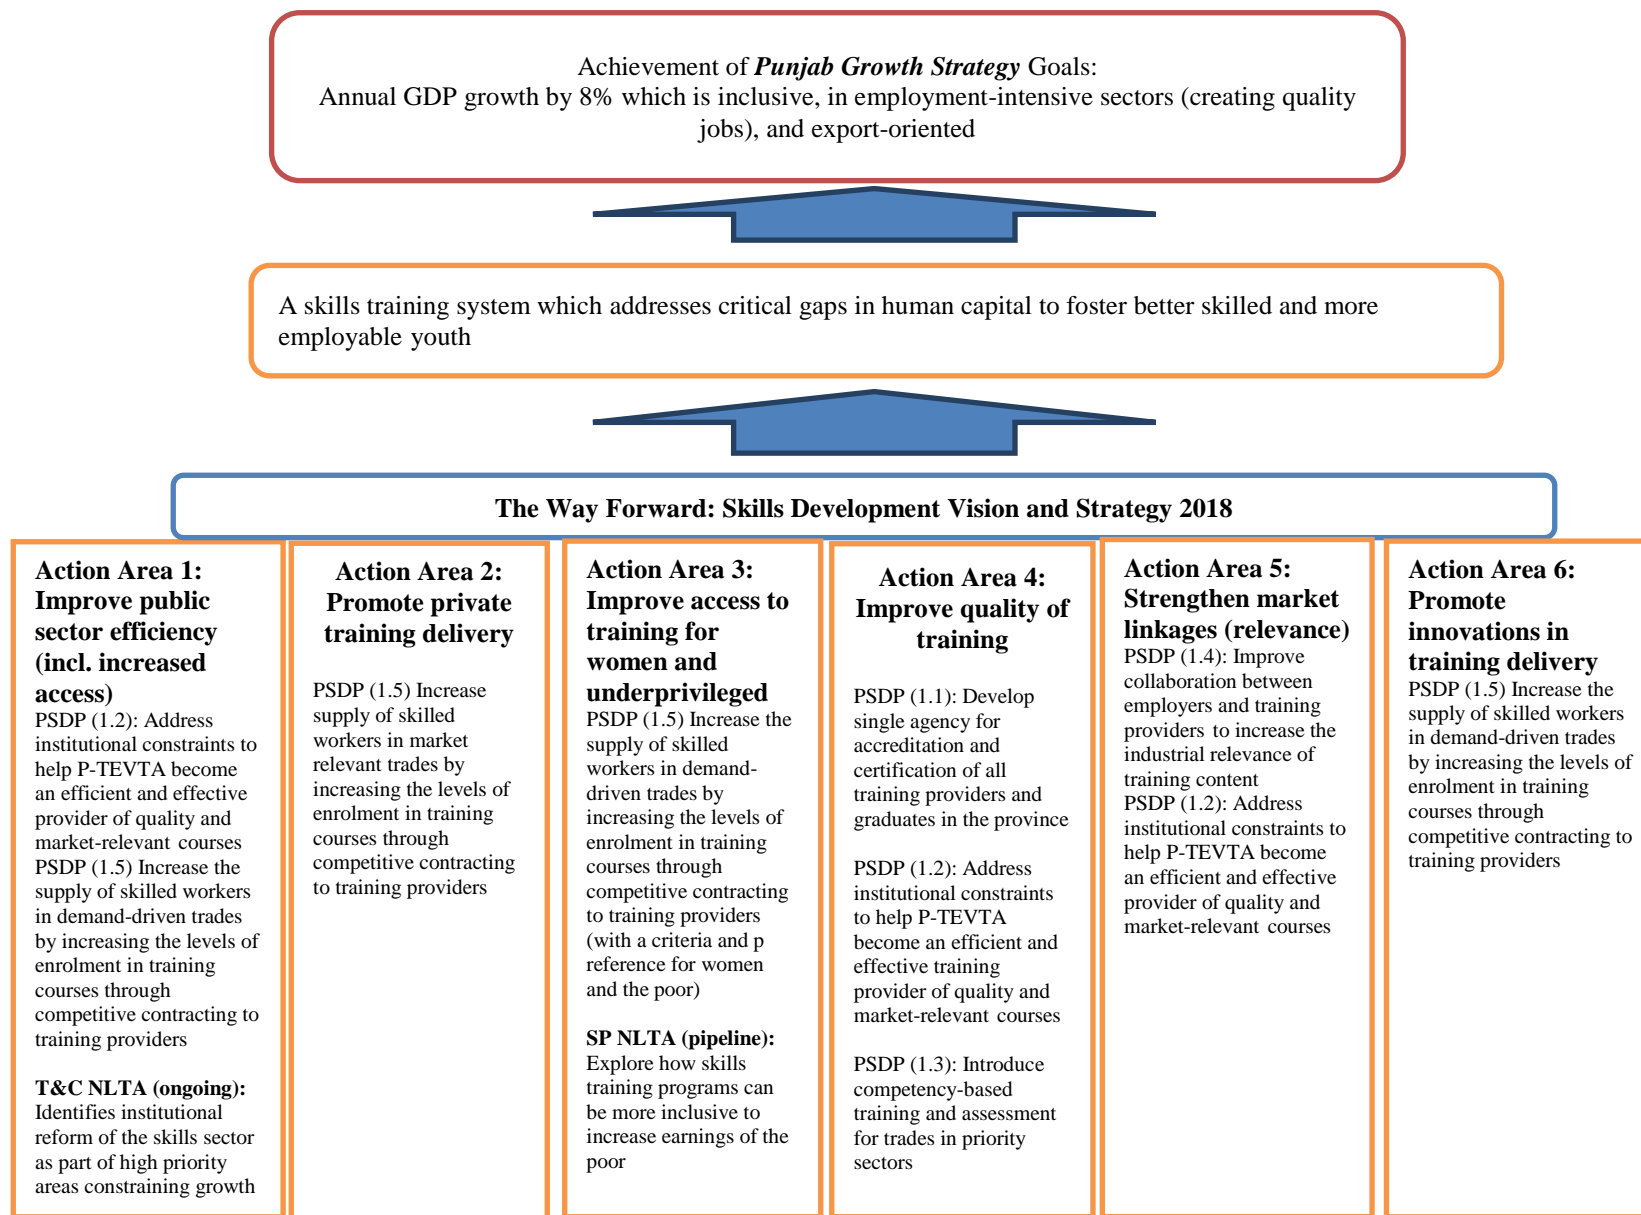 Achievement of Punjab Growth Strategy Goals:
Annual GDP growth by 8% which is inclusive, in employment-intensive sectors (creating quality
jobs), and export-oriented
A skills training system which addresses critical gaps in human capital to foster better skilled and more
employable youth
The Way Forward: Skills Development Vision and Strategy 2018
Action Area 1:
Improve public
sector efficiency
(incl. increased
access)
PSDP (1.2): Address
institutional constraints to
help P-TEVTA become
an efficient and effective
provider of quality and
market-relevant courses
PSDP (1.5) Increase the
supply of skilled workers
in demand-driven trades
by increasing the levels of
enrolment in training
courses through
competitive contracting to
training providers
T&C NLTA (ongoing):
Identifies institutional
reform of the skills sector
as part of high priority
areas constraining growth
Action Area 2:
Promote private
training delivery
PSDP (1.5) Increase
supply of skilled
workers in market
relevant trades by
increasing the levels of
enrolment in training
courses through
competitive contracting
to training providers
Action Area 3:
Improve access to
training for
women and
underprivileged
PSDP (1.5) Increase the
supply of skilled
workers in demand-
driven trades by
increasing the levels of
enrolment in training
courses through
competitive contracting
to training providers
(with a criteria and p
reference for women
and the poor)
SP NLTA (pipeline):
Explore how skills
training programs can
be more inclusive to
increase earnings of the
poor
Action Area 4:
Improve quality of
training
PSDP (1.1): Develop
single agency for
accreditation and
certification of all
training providers and
graduates in the province
PSDP (1.2): Address
institutional constraints
to help P-TEVTA
become an efficient and
effective training
provider of quality and
market-relevant courses
PSDP (1.3): Introduce
competency-based
training and assessment
for trades in priority
sectors
Action Area 5:
Strengthen market
linkages (relevance)
PSDP (1.4): Improve
collaboration between
employers and training
providers to increase the
industrial relevance of
training content
PSDP (1.2): Address
institutional constraints to
help P-TEVTA become
an efficient and effective
provider of quality and
market-relevant courses
Action Area 6:
Promote
innovations in
training delivery
PSDP (1.5) Increase the
supply of skilled workers
in demand-driven trades
by increasing the levels of
enrolment in training
courses through
competitive contracting to
training providers